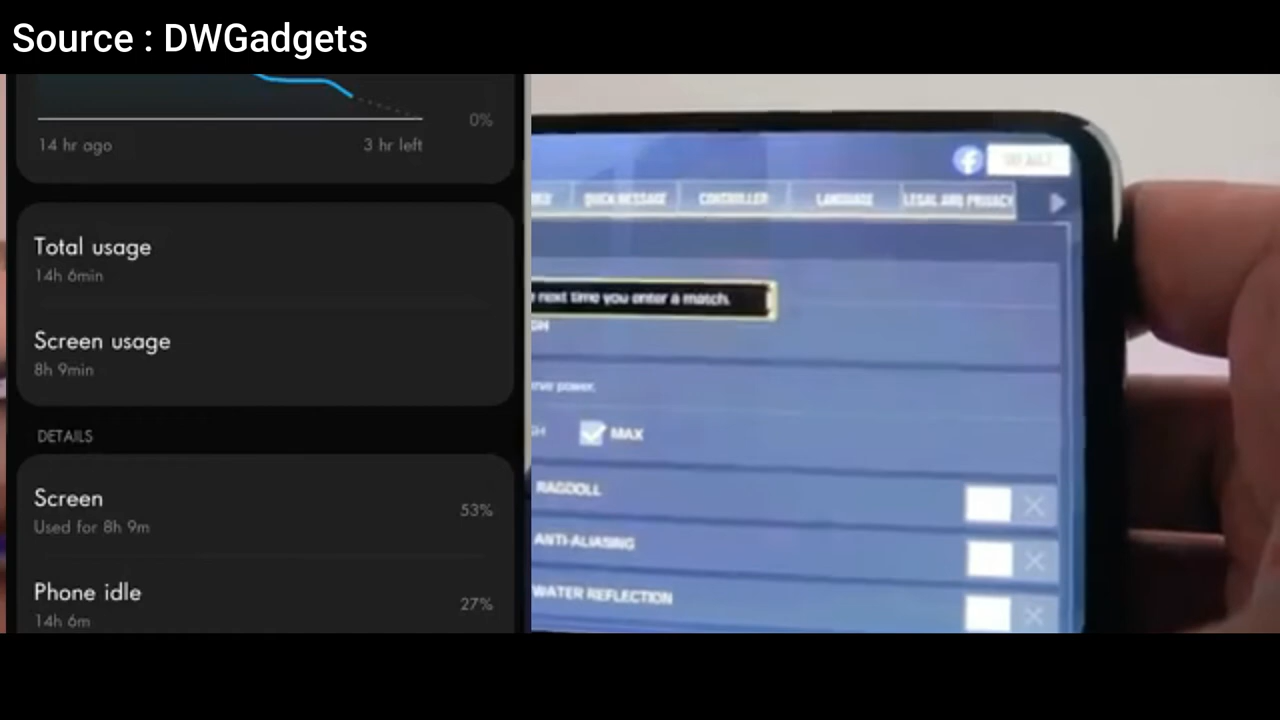 Source : DWGadgets
0%
14 hr ago
3 hr left
Total usage
14h 6min
Screen usage
8h 9min
DETAILS
Screen
53%
Used for 8h 9m
Phone idle
27%
14h 6m
QUICK MESSAGE
CONTROLLER
LANGUAGE
LEGAL AND PRIVACY
next time you enter a match.
power.
MAX
RAGDOLL
ANTI-ALIASING
WATER REFLECTION